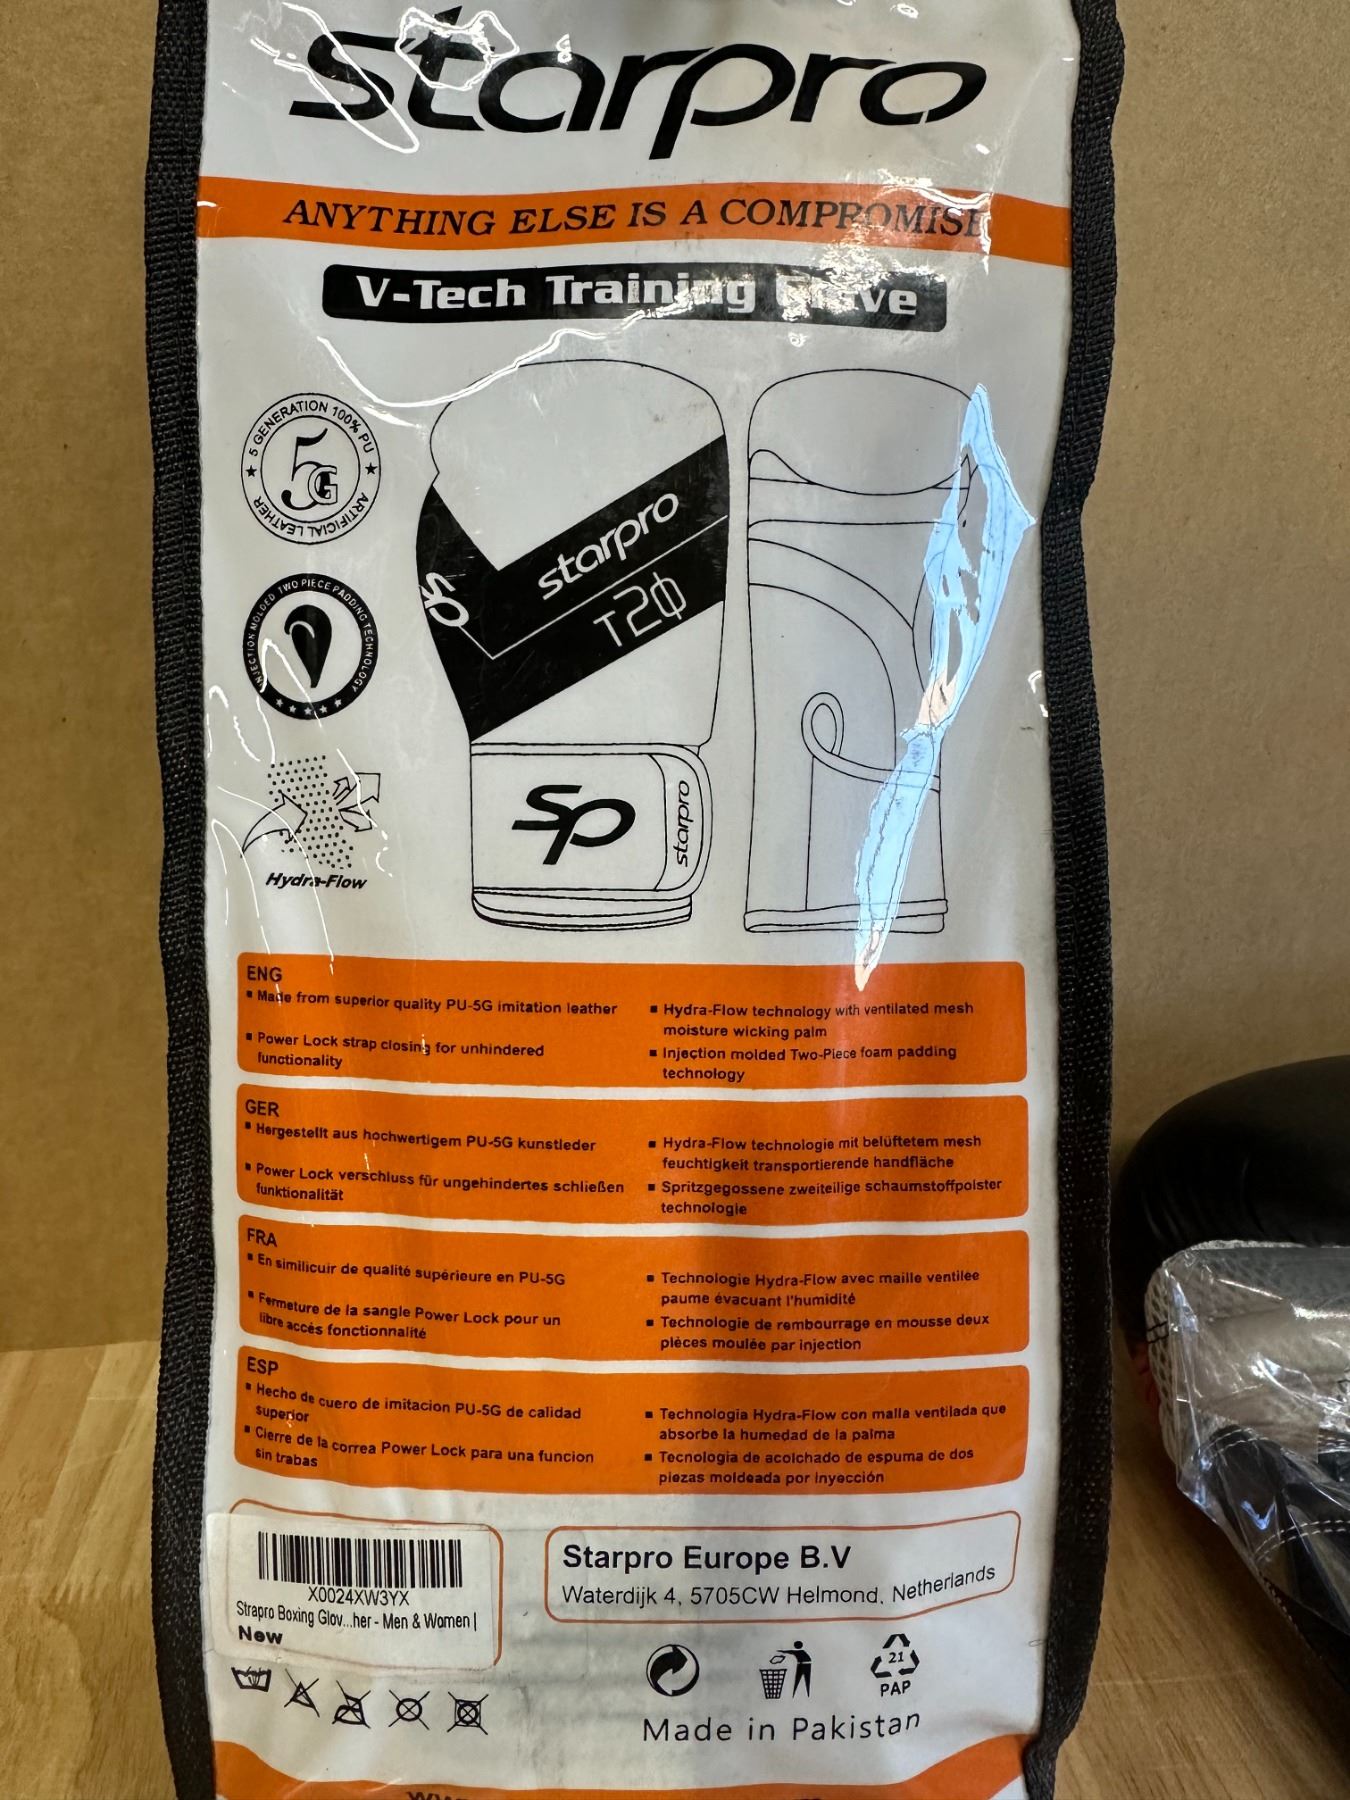 starpro
ANYTHING ELSE IS A COMPROMISE
V-Tech Training Glove
5 GENERATION 100% PU
5G
ARTIFICIAL LEATHER
INJECTION MOLDED TWO PIECE PADDING TECHNOLOGY
Hydra-Flow
SP
starpro
T20
SP
starpro
ENG
▪ Made from superior quality PU-5G imitation leather
▪ Power Lock strap closing for unhindered
functionality
▪ Hydra-Flow technology with ventilated mesh
moisture wicking palm
▪ Injection molded Two-Piece foam padding
technology
GER
▪ Hergestellt aus hochwertigem PU-5G kunstleder
▪ Power Lock verschluss für ungehindertes schließen
funktionalität
▪ Hydra-Flow technologie mit belüftetem mesh
feuchtigkeit transportierende handfläche
▪ Spritzgegossene zweiteilige schaumstoffpolster
technologie
FRA
▪ En similicuir de qualité supérieure en PU-5G
▪ Fermeture de la sangle Power Lock pour un
libre accés fonctionnalité
▪ Technologie Hydra-Flow avec maille ventilée
paume évacuant l'humidité
▪ Technologie de rembourrage en mousse deux
pièces moulée par injection
ESP
▪ Hecho de cuero de imitacion PU-5G de calidad
superior
▪ Cierre de la correa Power Lock para una funcion
sin trabas
▪ Technologia Hydra-Flow con malla ventilada que
absorbe la humedad de la palma
▪ Tecnologia de acolchado de espuma de dos
piezas moldeada por inyección
X0024XW3YX
Strapro Boxing Glov...her - Men & Women |
New
Starpro Europe B.V
Waterdijk 4, 5705CW Helmond, Netherlands
21
PAP
Made in Pakistan